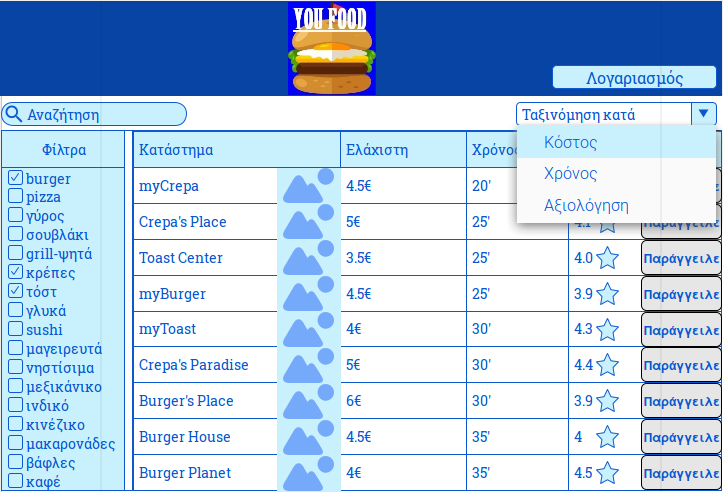 YOU FOOD
Λογαριασμός
Αναζήτηση
Ταξινόμηση κατά
Κόστος
Χρόνος
Αξιολόγηση
Φίλτρα
burger
pizza
γύρος
σουβλάκι
grill-ψητά
κρέπες
τόστ
γλυκά
sushi
μαγειρευτά
νηστίσιμα
μεξικάνικο
ινδικό
κινέζικο
μακαρονάδες
βάφλες
καφέ
Κατάστημα Ελάχιστη Χρόνος
myCrepa 4.5€ 20'
Crepa's Place 5€ 25' 4.1 Παράγγειλε
Toast Center 3.5€ 25' 4.0 Παράγγειλε
myBurger 4.5€ 25' 3.9 Παράγγειλε
myToast 4€ 30' 4.3 Παράγγειλε
Crepa's Paradise 5€ 30' 4.4 Παράγγειλε
Burger's Place 6€ 30' 3.9 Παράγγειλε
Burger House 4.5€ 35' 4 Παράγγειλε
Burger Planet 4€ 35' 4.5 Παράγγειλε